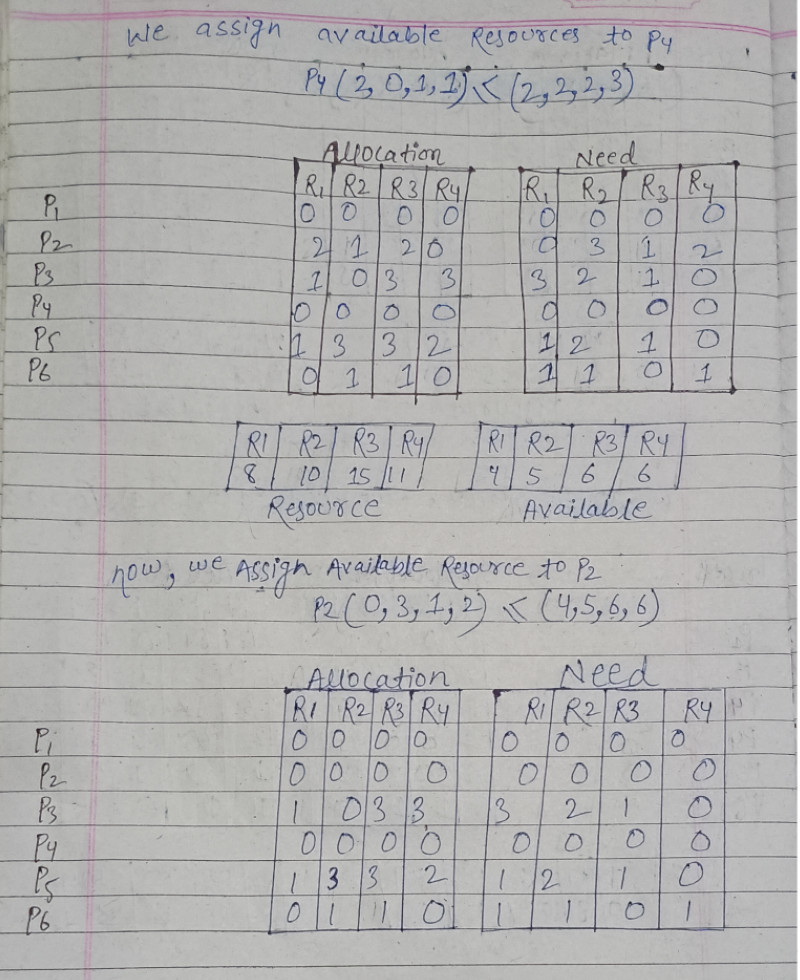 We assign available Resources to P4
P4 (2, 0, 1, 1) ≤ (2, 2, 2, 3)
Allocation Need
R1 R2 R3 R4 R1 R2 R3 R4
P1 0 0 0 0 0 0 0 0
P2 2 1 2 0 0 3 1 2
P3 1 0 3 3 3 2 1 0
P4 0 0 0 0 0 0 0 0
P5 1 3 3 2 1 2 1 0
P6 0 1 1 0 1 1 0 1
R1 R2 R3 R4 R1 R2 R3 R4
8 10 15 11 4 5 6 6
Resource Available
now, we Assign Available Resource to P2
P2 (0, 3, 1, 2) ≤ (4, 5, 6, 6)
Allocation Need
R1 R2 R3 R4 R1 R2 R3 R4
P1 0 0 0 0 0 0 0 0
P2 0 0 0 0 0 0 0 0
P3 1 0 3 3 3 2 1 0
P4 0 0 0 0 0 0 0 0
P5 1 3 3 2 1 2 1 0
P6 0 1 1 0 1 1 0 1